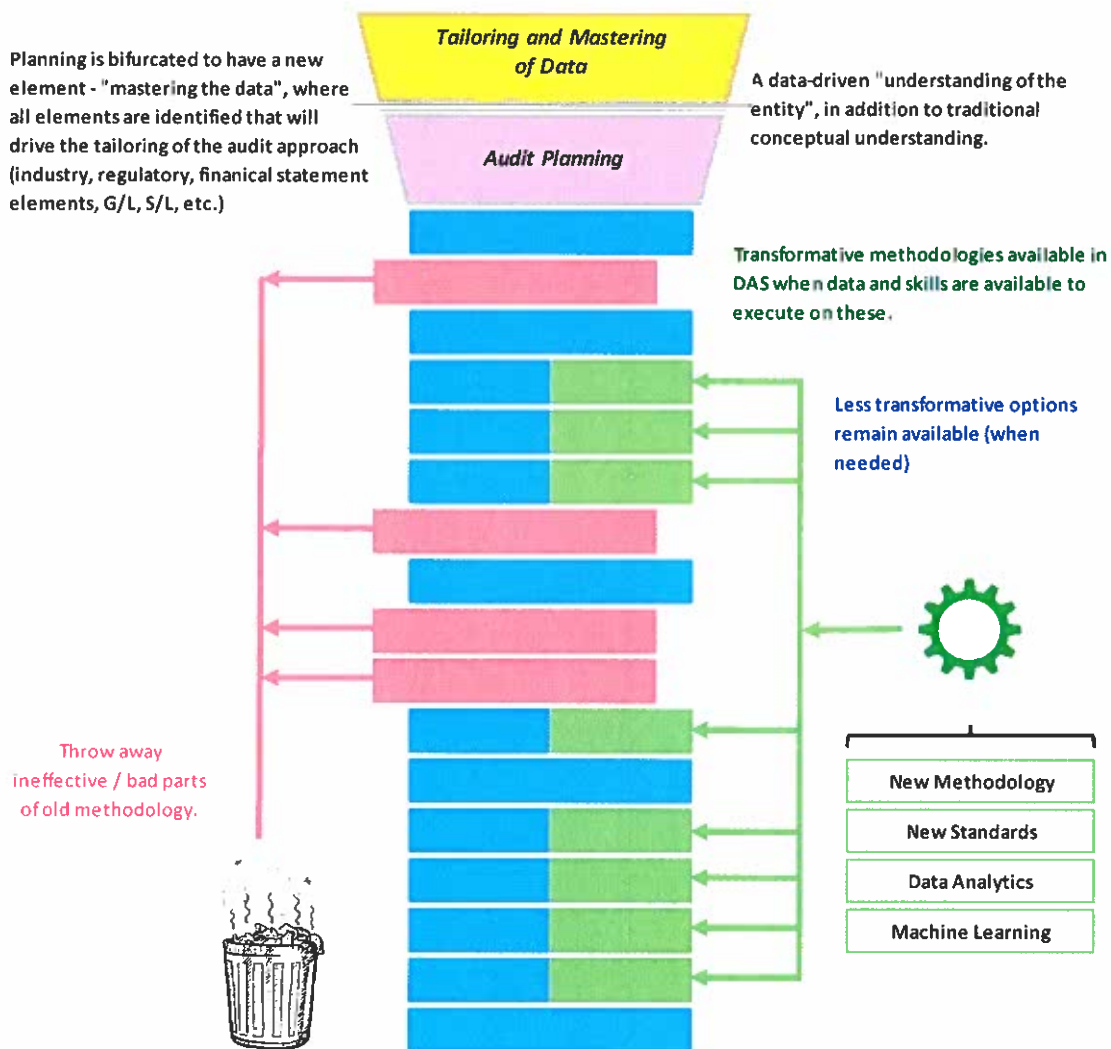 Tailoring and Mastering
of Data
Planning is bifurcated to have a new
element - "mastering the data", where
all elements are identified that will
drive the tailoring of the audit approach
(industry, regulatory, finanical statement
elements, G/L, S/L, etc.)
A data-driven "understanding of the
entity", in addition to traditional
conceptual understanding.
Audit Planning
Transformative methodologies available in
DAS when data and skills are available to
execute on these.
Less transformative options
remain available (when
needed)
Throw away
ineffective / bad parts
of old methodology.
New Methodology
New Standards
Data Analytics
Machine Learning